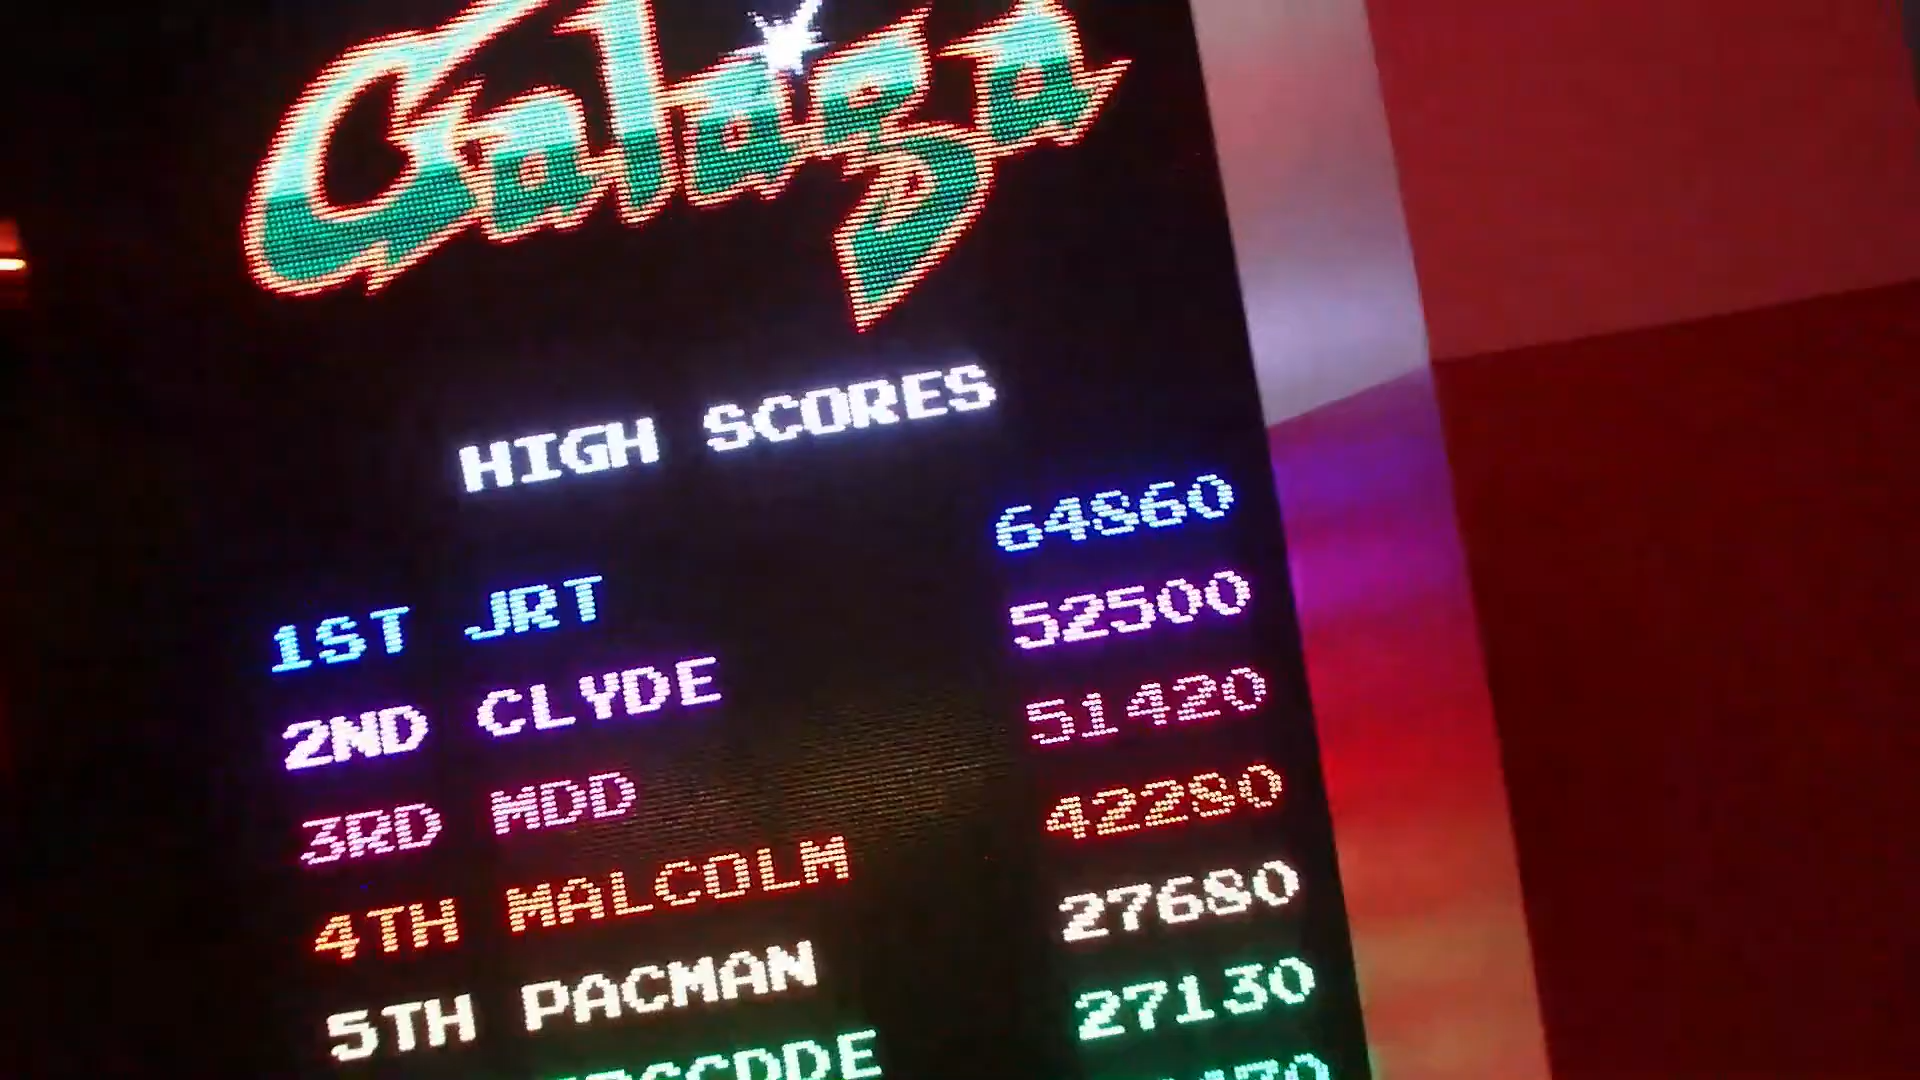 Galaga
HIGH SCORES
1ST JRT 64860
2ND CLYDE 52500
3RD MDD 51420
4TH MALCOLM 42280
5TH PACMAN 27680
27130